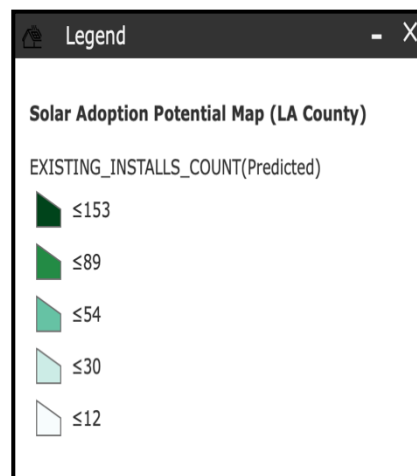 Legend - X
Solar Adoption Potential Map (LA County)
EXISTING_INSTALLS_COUNT(Predicted)
≤153
≤89
≤54
≤30
≤12